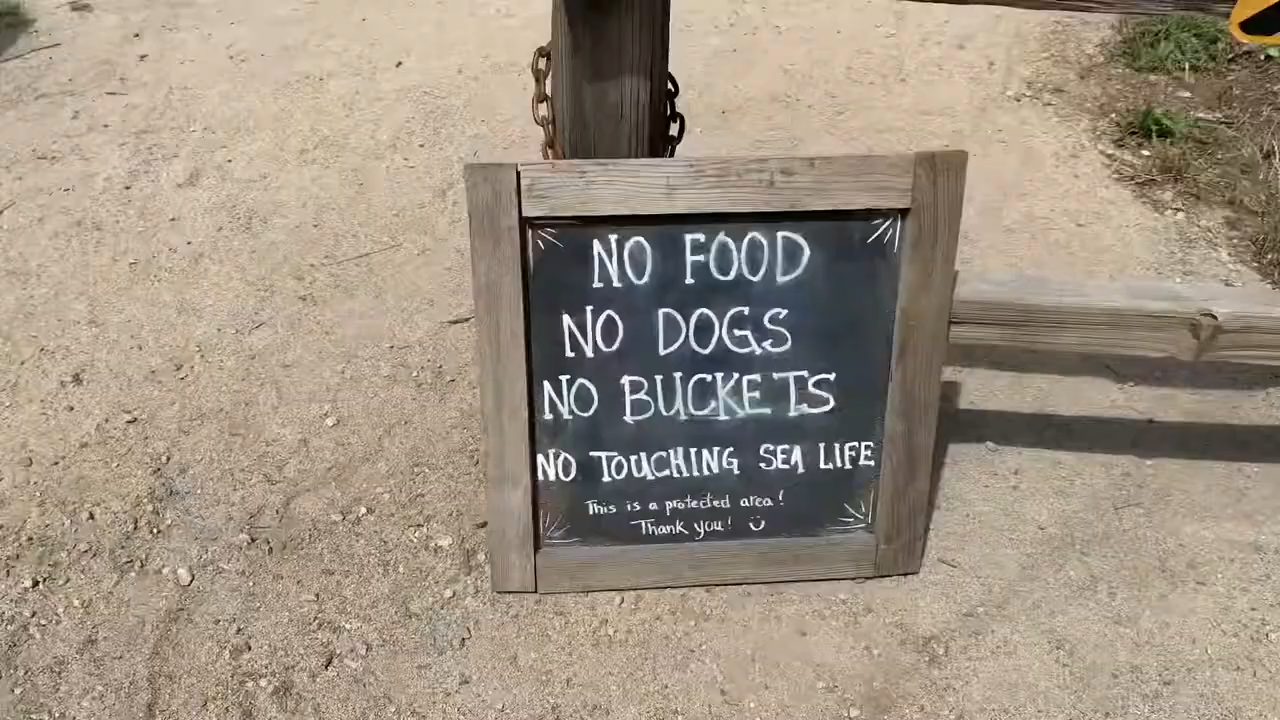 NO FOOD
NO DOGS
NO BUCKETS
NO TOUCHING SEA LIFE
This is a protected area!
Thank you!